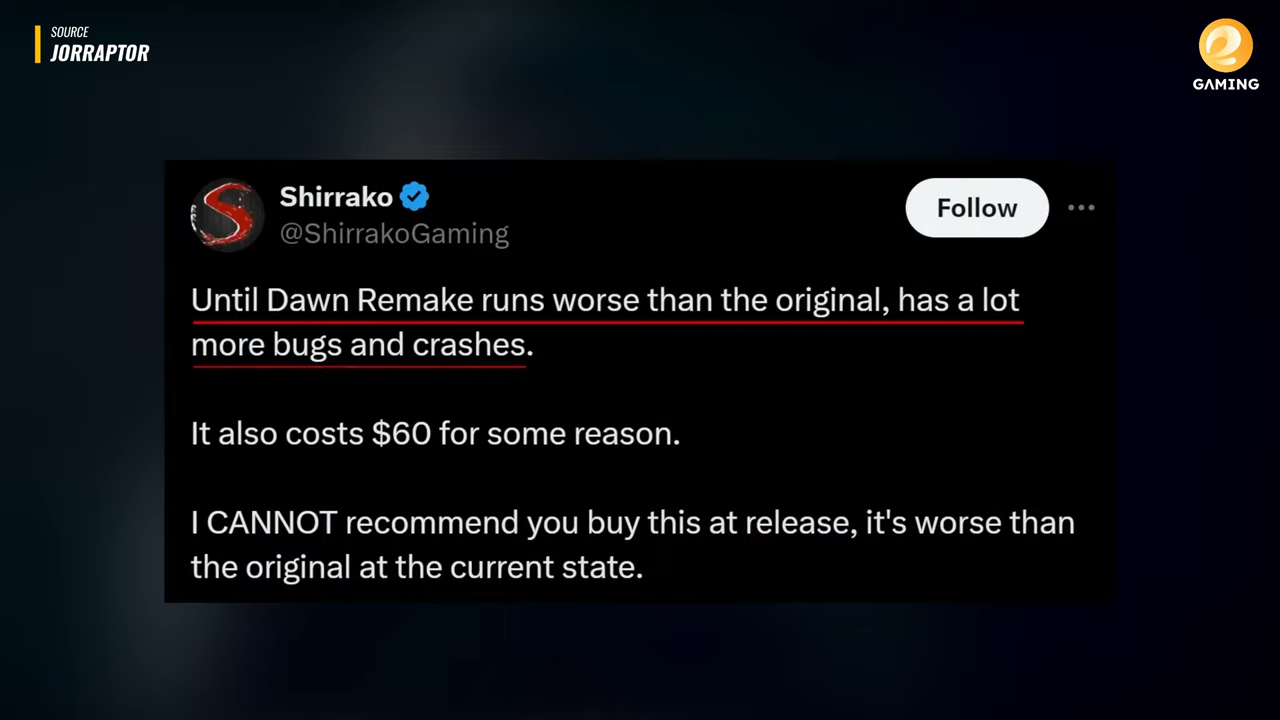 SOURCE
JORRAPTOR
GAMING
Shirrako
@ShirrakoGaming
Follow
Until Dawn Remake runs worse than the original, has a lot
more bugs and crashes.
It also costs $60 for some reason.
I CANNOT recommend you buy this at release, it's worse than
the original at the current state.